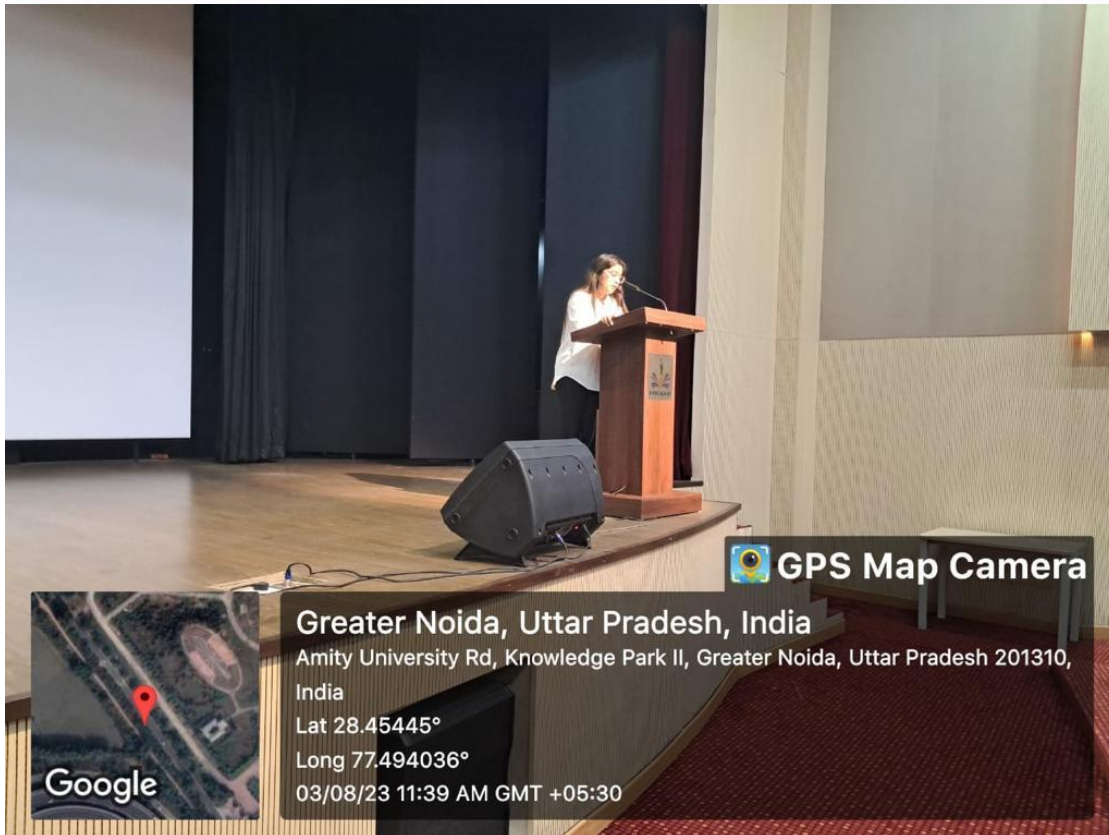 GPS Map Camera
Greater Noida, Uttar Pradesh, India
Amity University Rd, Knowledge Park II, Greater Noida, Uttar Pradesh 201310,
India
Lat 28.45445°
Long 77.494036°
03/08/23 11:39 AM GMT +05:30
Google